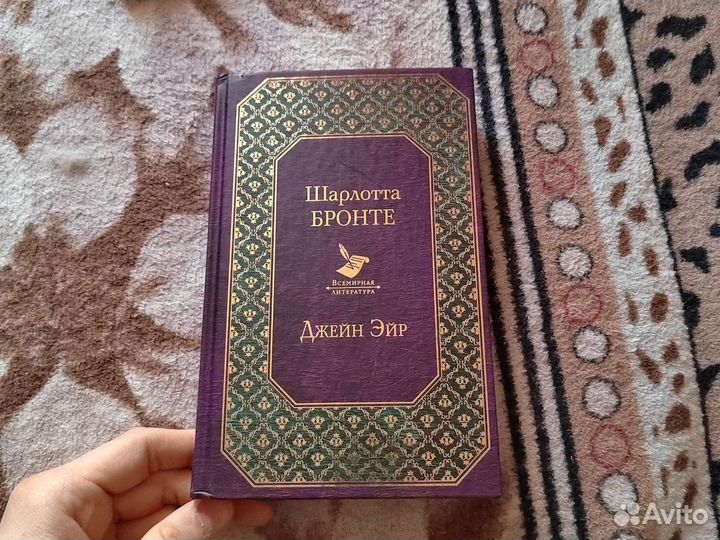 Шарлотта
БРОНТЕ
ВСЕМИРНАЯ
ЛИТЕРАТУРА
ДЖЕЙН ЭЙР
Avito